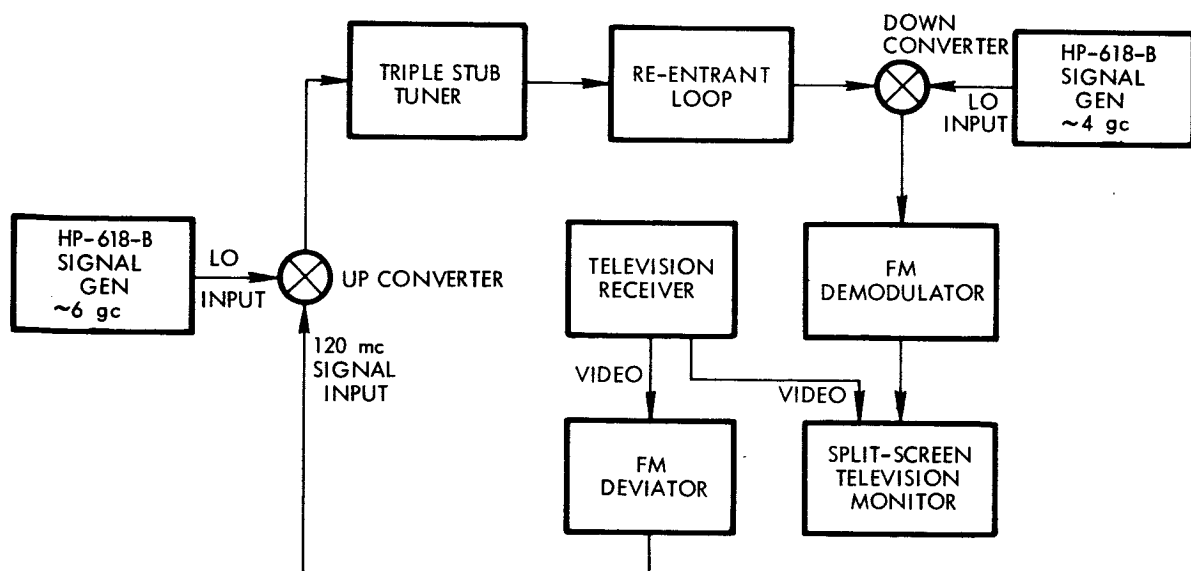 TRIPLE STUB
TUNER
RE-ENTRANT
LOOP
DOWN
CONVERTER
HP-618-B
SIGNAL
GEN
~4 gc
LO
INPUT
HP-618-B
SIGNAL
GEN
~6 gc
LO
INPUT
UP CONVERTER
120 mc
SIGNAL
INPUT
TELEVISION
RECEIVER
FM
DEMODULATOR
VIDEO
VIDEO
FM
DEVIATOR
SPLIT-SCREEN
TELEVISION
MONITOR